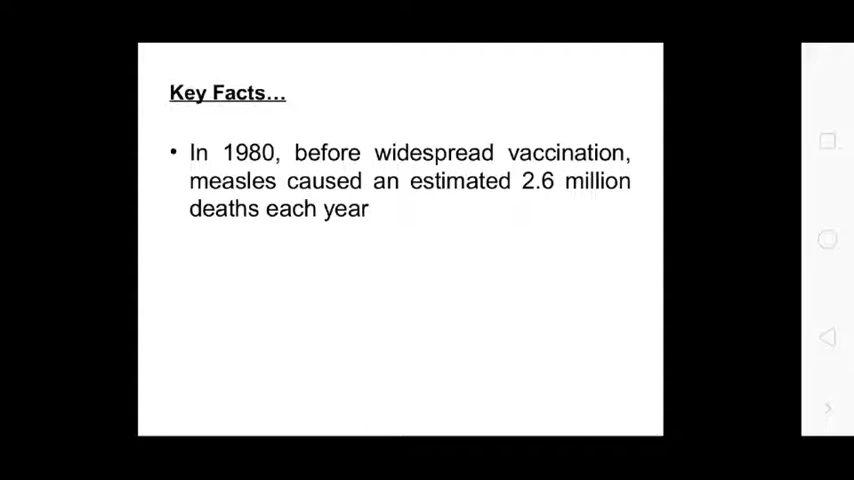 Key Facts...
• In 1980, before widespread vaccination,
measles caused an estimated 2.6 million
deaths each year